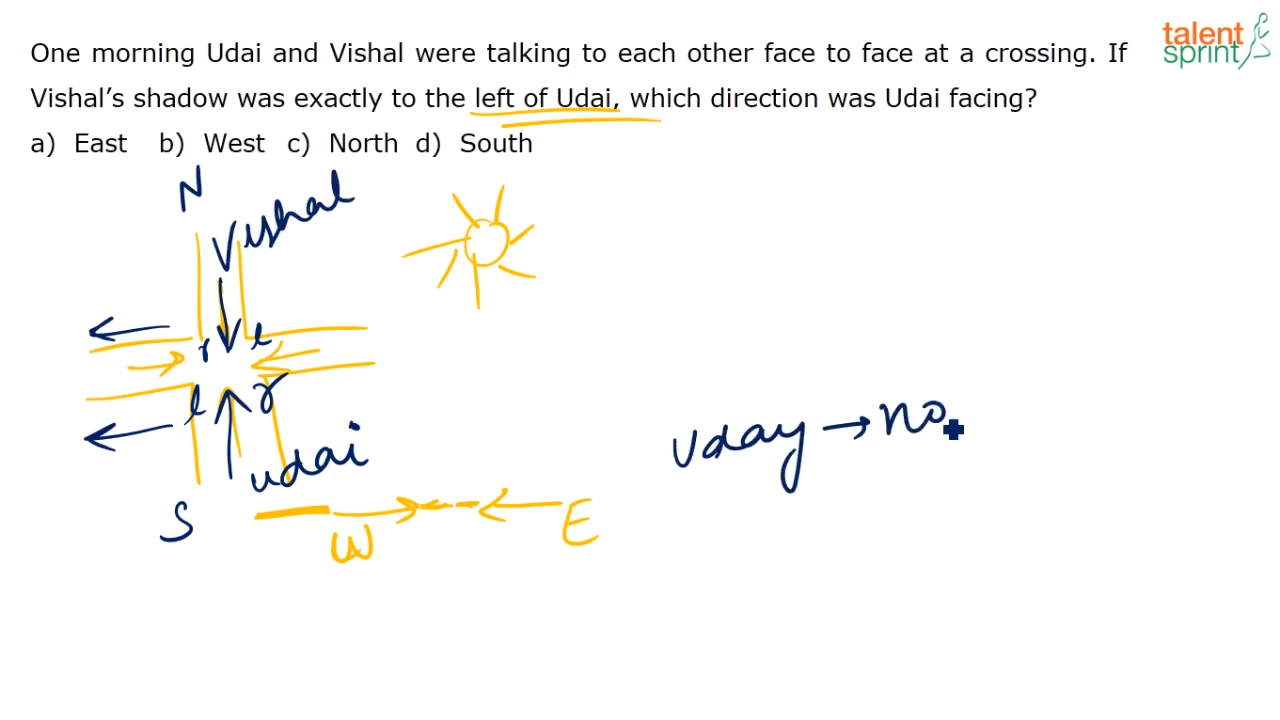 talent
sprint
One morning Udai and Vishal were talking to each other face to face at a crossing. If
Vishal’s shadow was exactly to the left of Udai, which direction was Udai facing?
a) East b) West c) North d) South
N
Vishal
r l
l r
udai
Uday → no
S
W E